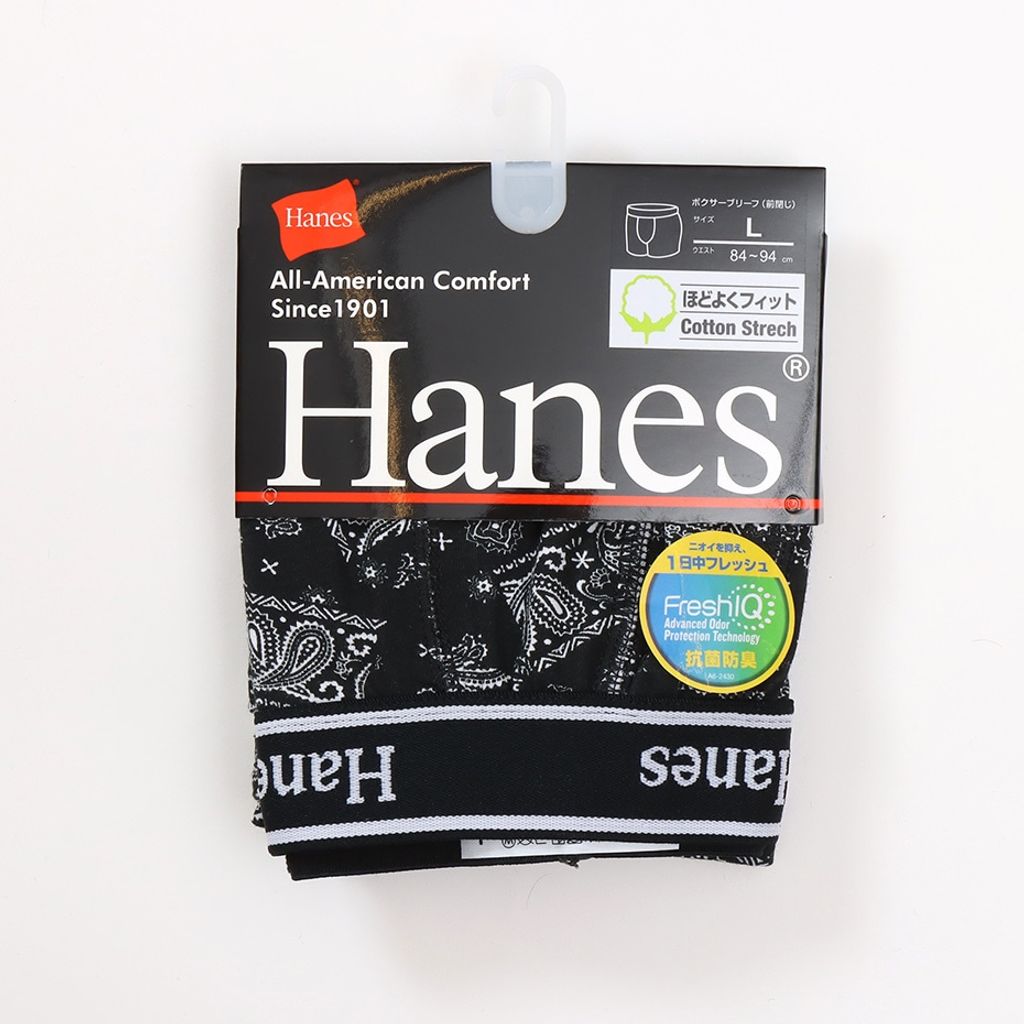 Hanes
All-American Comfort
Since1901
Hanes®
ボクサーブリーフ(前閉じ)
サイズ
L
ウエスト 84~94 cm
ほどよくフィット
Cotton Strech
ニオイを抑え、
1日中フレッシュ
FreshIQ
Advanced Odor
Protection Technology
抗菌防臭
A6-2430
Hanes
Hanes